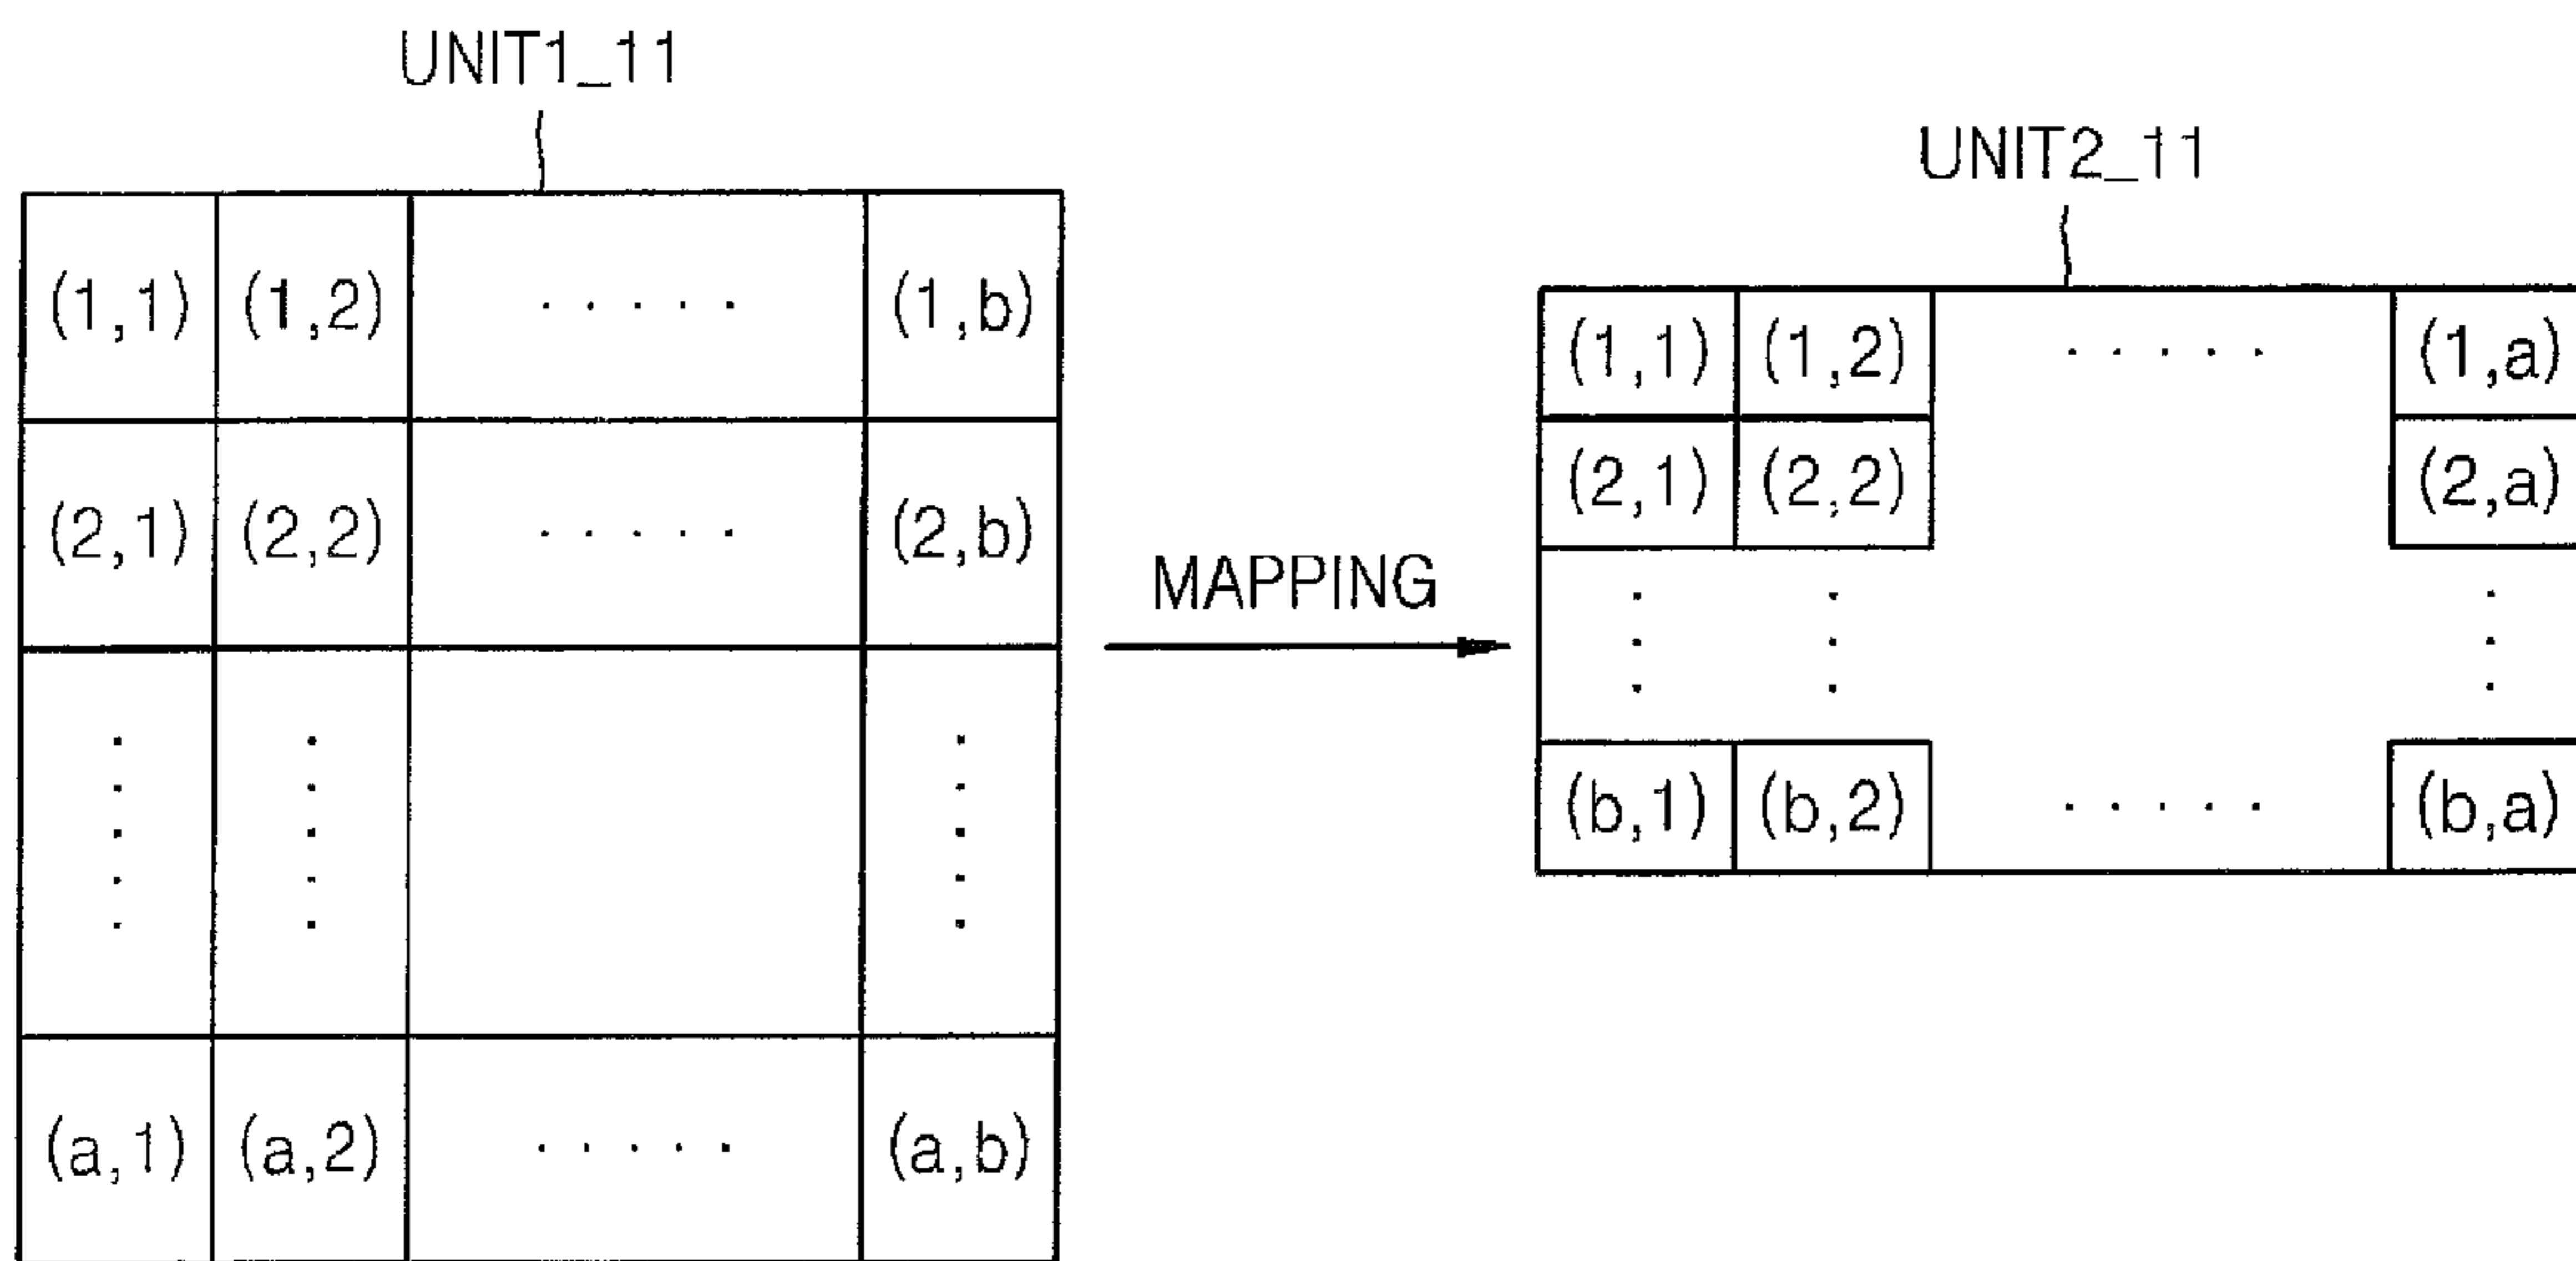 UNIT1_11
(1,1) (1,2) ..... (1,b)
(2,1) (2,2) ..... (2,b)
(a,1) (a,2) ..... (a,b)
MAPPING
UNIT2_11
(1,1) (1,2) ..... (1,a)
(2,1) (2,2) (2,a)
(b,1) (b,2) ..... (b,a)